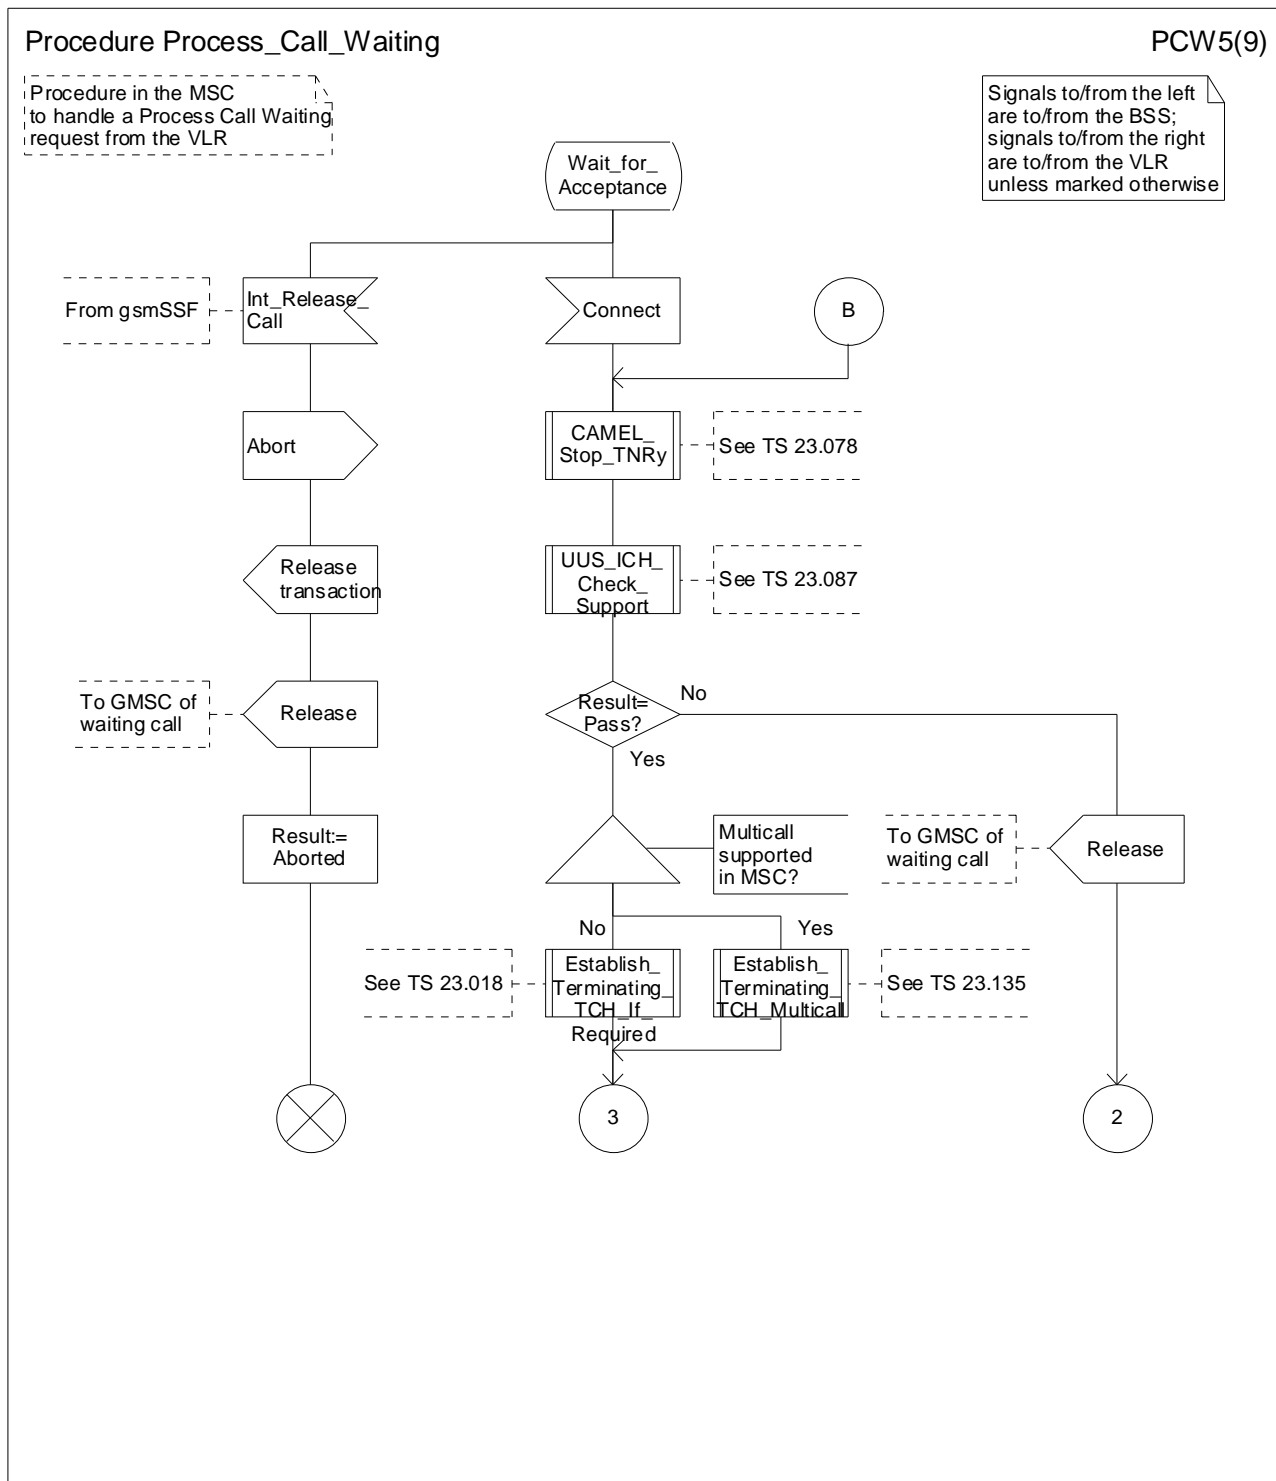 Procedure Process_Call_Waiting
PCW5(9)
Procedure in the MSC
to handle a Process Call Waiting
request from the VLR
Signals to/from the left
are to/from the BSS;
signals to/from the right
are to/from the VLR
unless marked otherwise
Wait_for_
Acceptance
From gsmSSF
Int_Release_
Call
Connect
B
Abort
CAMEL_
Stop_TNRy
See TS 23.078
Release
transaction
UUS_ICH_
Check_
Support
See TS 23.087
To GMSC of
waiting call
Release
Result=
Pass?
No
Yes
Result:=
Aborted
Multicall
supported
in MSC?
To GMSC of
waiting call
Release
No
Yes
See TS 23.018
Establish_
Terminating_
TCH_If_
Required
Establish_
Terminating_
TCH_Multicall
See TS 23.135
3
2